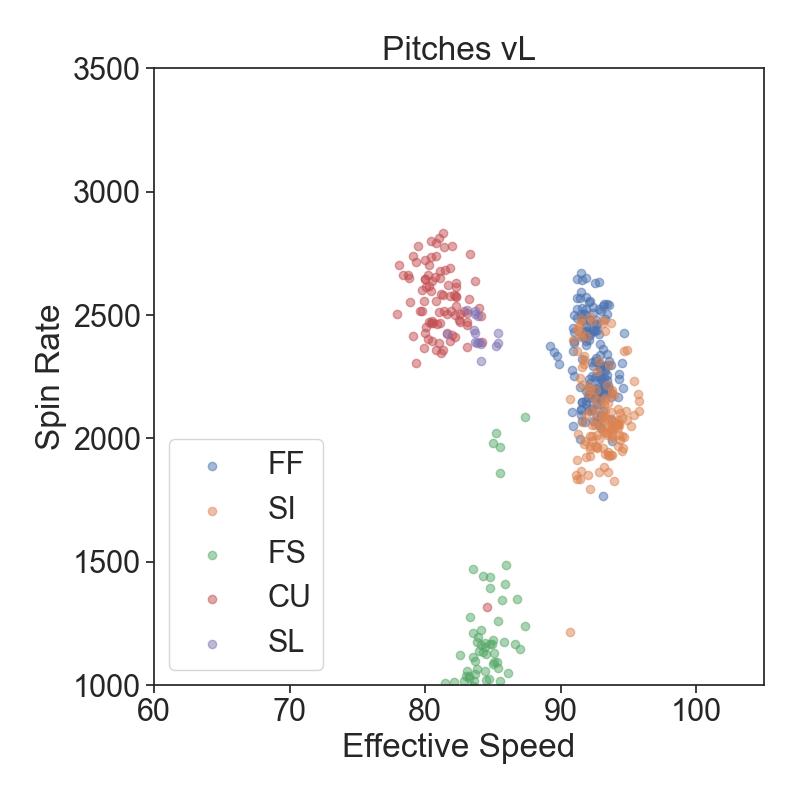 Pitches vL
3500
3000
2500
2000
1500
1000
Spin Rate
FF
SI
FS
CU
SL
60 70 80 90 100
Effective Speed